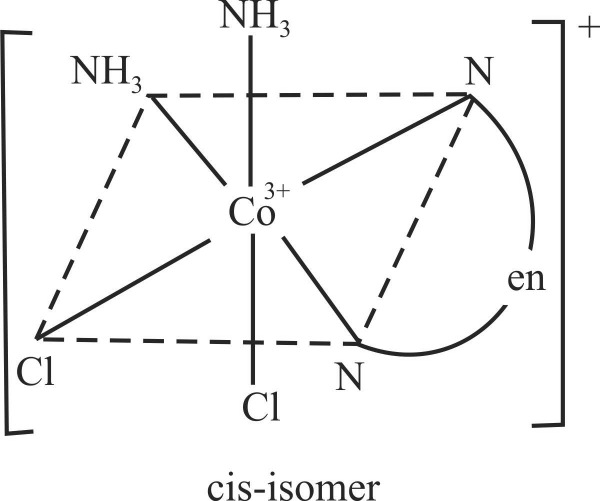 NH₃
+
NH₃
N
Co³⁺
en
Cl
N
Cl
cis-isomer